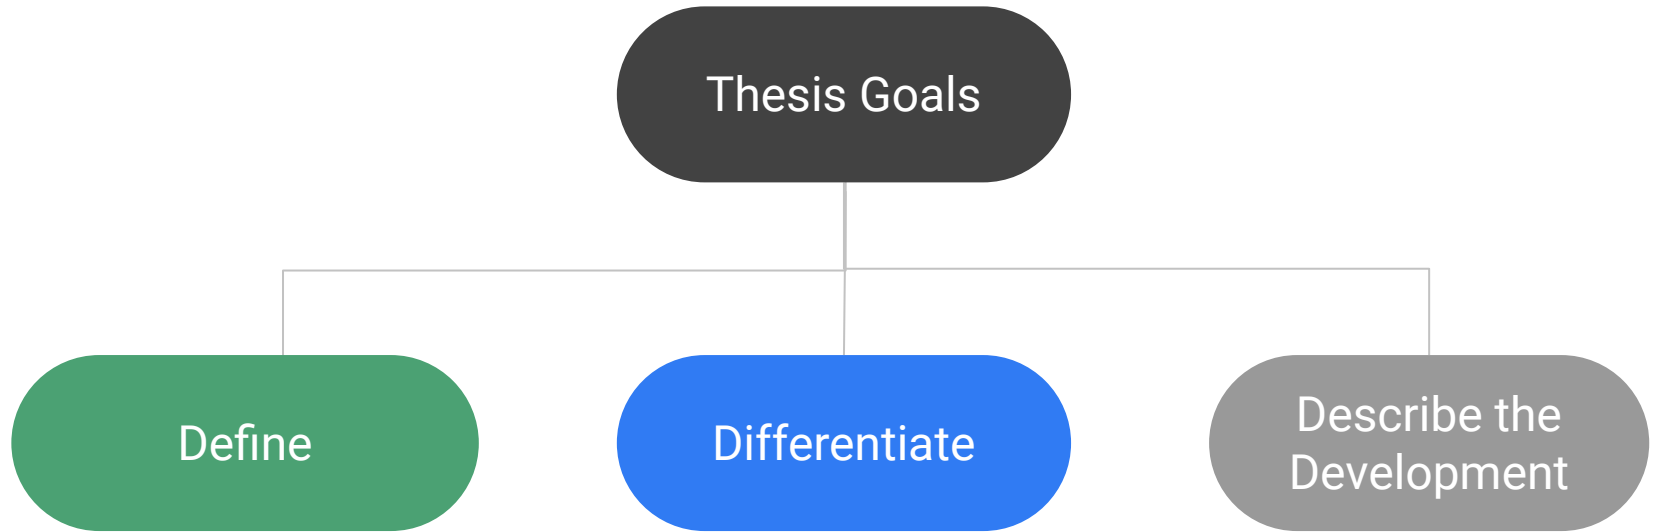 Thesis Goals
Define
Differentiate
Describe the
Development